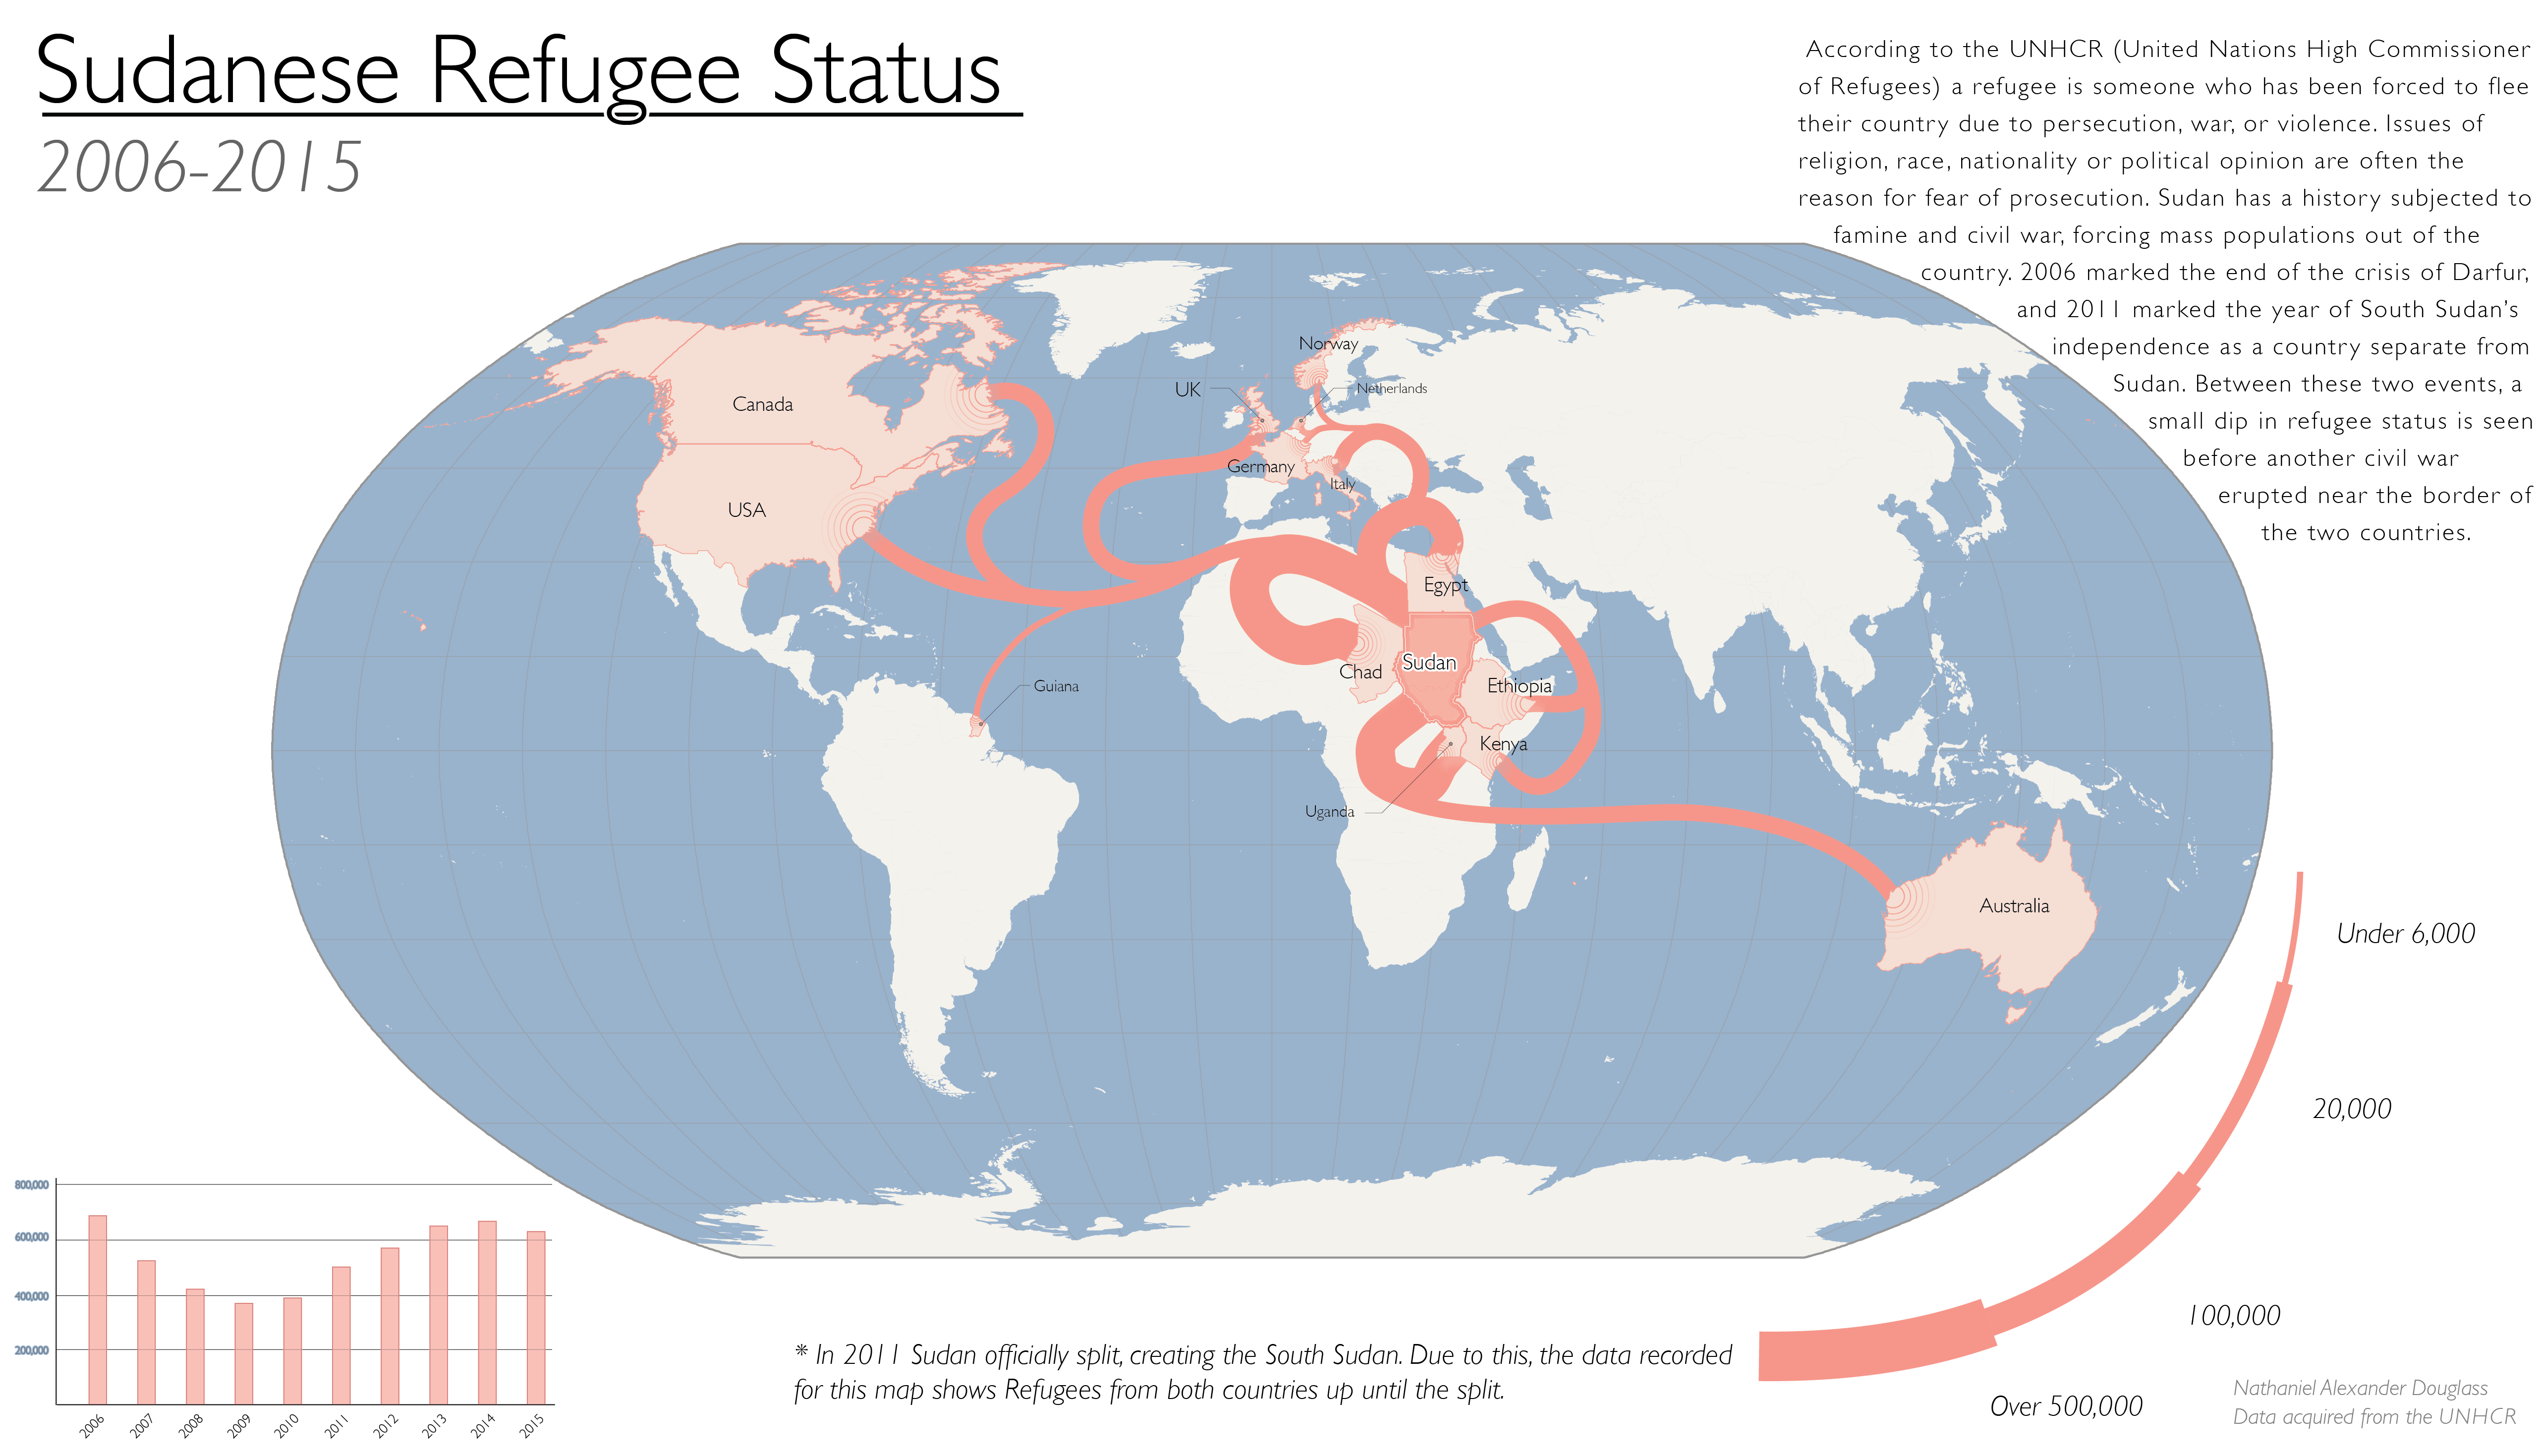 Sudanese Refugee Status
2006-2015
According to the UNHCR (United Nations High Commissioner
of Refugees) a refugee is someone who has been forced to flee
their country due to persecution, war, or violence. Issues of
religion, race, nationality or political opinion are often the
reason for fear of prosecution. Sudan has a history subjected to
famine and civil war, forcing mass populations out of the
country. 2006 marked the end of the crisis of Darfur,
and 2011 marked the year of South Sudan's
independence as a country separate from
Sudan. Between these two events, a
small dip in refugee status is seen
before another civil war
erupted near the border of
the two countries.
Norway
UK
Netherlands
Canada
Germany
Italy
USA
Egypt
Sudan
Chad
Guiana
Ethiopia
Kenya
Uganda
Australia
Under 6,000
20,000
100,000
Over 500,000
800,000
600,000
400,000
200,000
2006
2007
2008
2009
2010
2011
2012
2013
2014
2015
* In 2011 Sudan officially split, creating the South Sudan. Due to this, the data recorded
for this map shows Refugees from both countries up until the split.
Nathaniel Alexander Douglass
Data acquired from the UNHCR